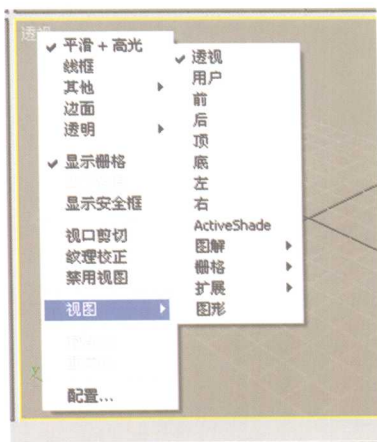 透视
平滑 + 高光
线框
其他
边面
透明
显示栅格
显示安全框
视口剪切
纹理校正
禁用视图
视图
配置...
透视
用户
前
后
顶
底
左
右
ActiveShade
图解
栅格
扩展
图形